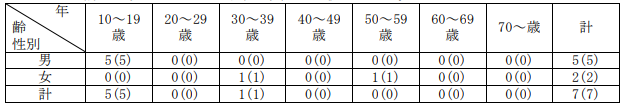 年
齢
性別
10～19歳 20～29歳 30～39歳 40～49歳 50～59歳 60～69歳 70～歳 計
男 5(5) 0(0) 0(0) 0(0) 0(0) 0(0) 0(0) 5(5)
女 0(0) 0(0) 1(1) 0(0) 1(1) 0(0) 0(0) 2(2)
計 5(5) 0(0) 1(1) 0(0) 0(0) 0(0) 0(0) 7(7)